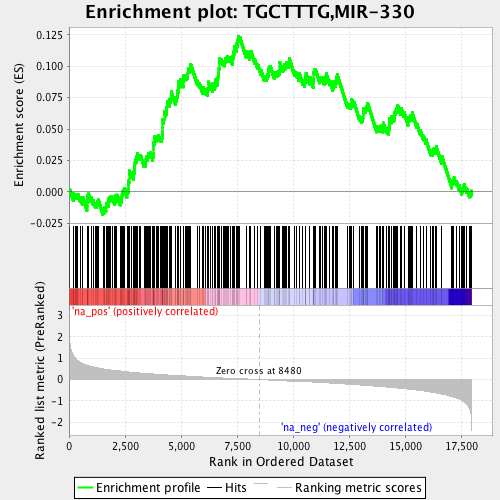 Enrichment plot: TGCTTTG,MIR-330
Enrichment score (ES)
0.125
0.100
0.075
0.050
0.025
0.000
-0.025
'na_pos' (positively correlated)
Ranked list metric (PreRanked)
3
2
1
0
-1
-2
Zero cross at 8480
'na_neg' (negatively correlated)
0
2,500
5,000
7,500
10,000
12,500
15,000
17,500
Rank in Ordered Dataset
Enrichment profile
Hits
Ranking metric scores